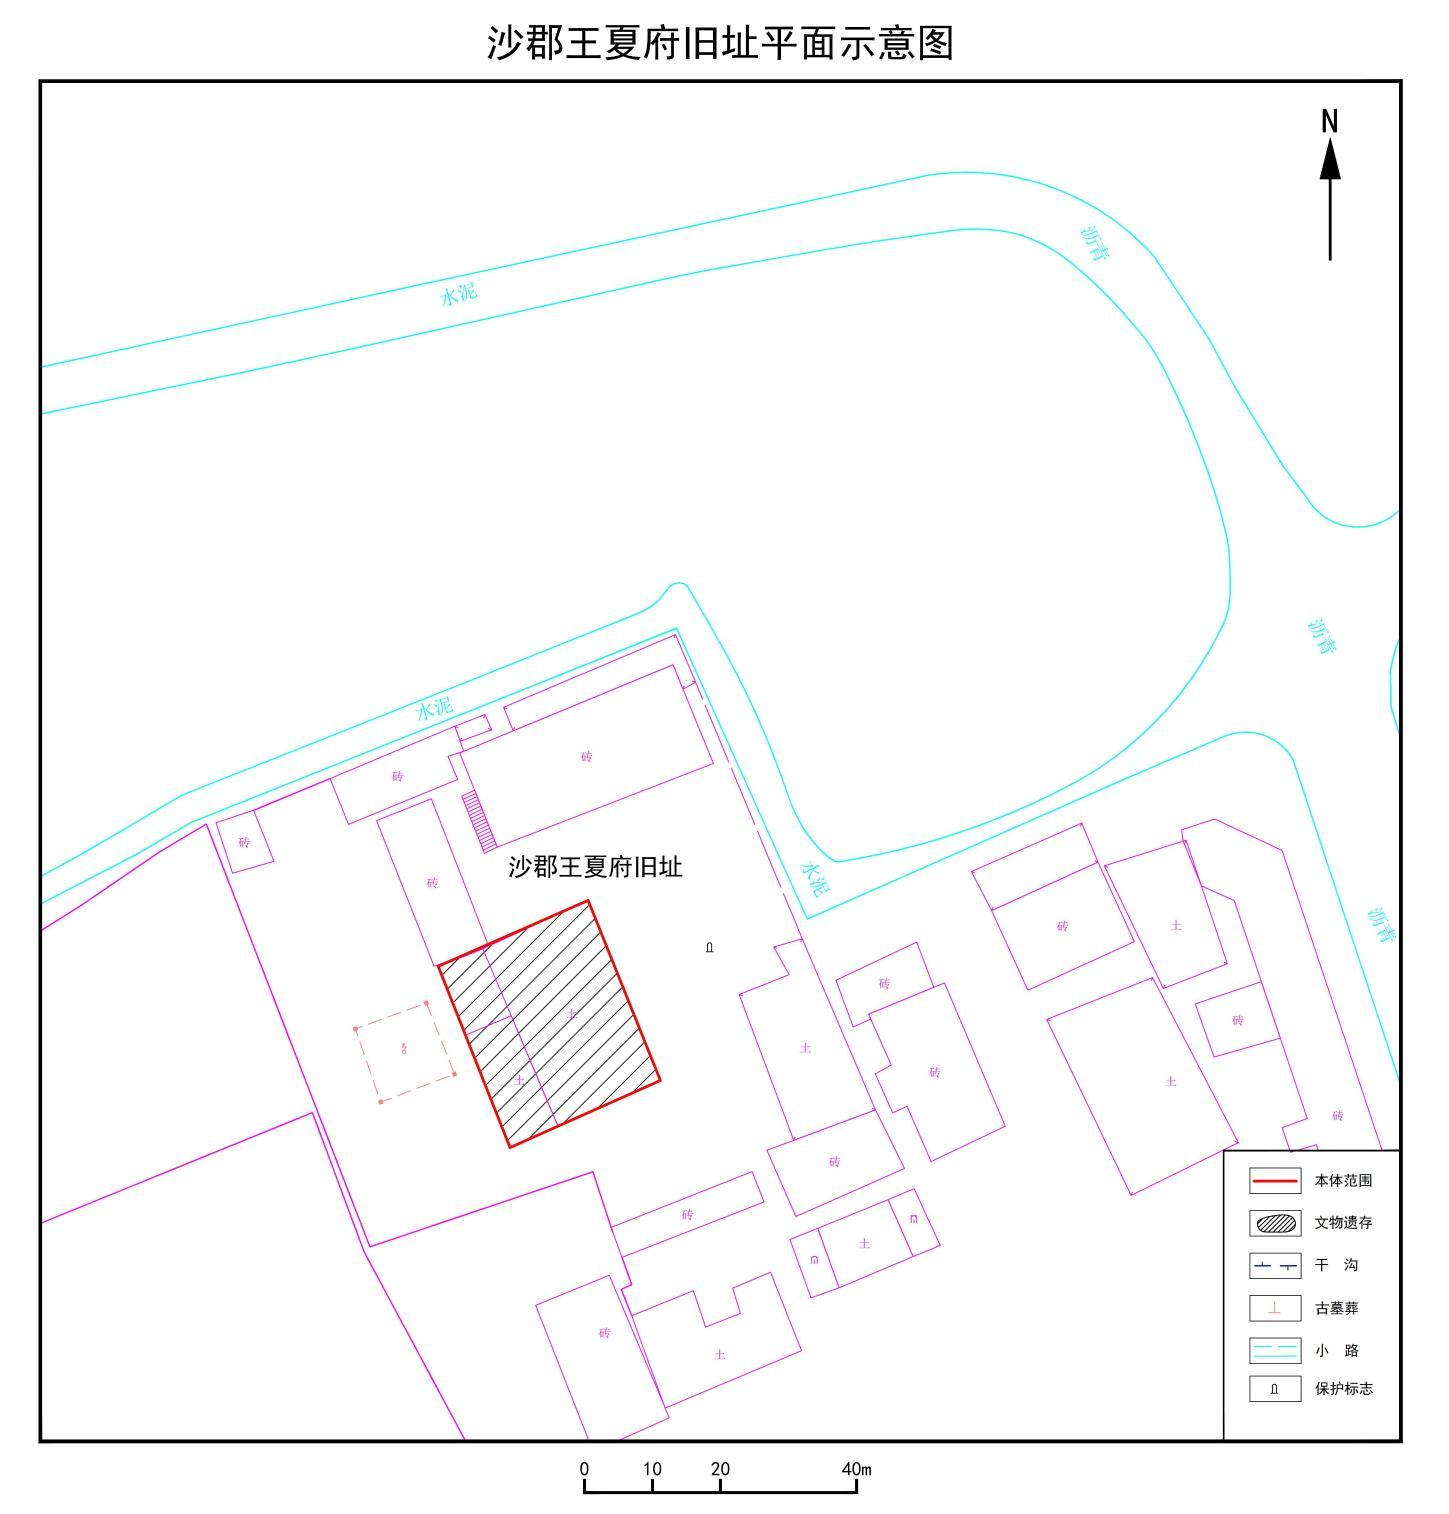 沙郡王夏府旧址平面示意图
N
沥青
水泥
沥青
水泥
砖
砖
砖
水泥
沙郡王夏府旧址
砖
砖
沥青
砖
土
砖
土
砖
土
砖
土
土
砖
砖
砖
土
砖
土
本体范围
文物遗存
干 沟
古墓葬
小 路
保护标志
0 10 20 40m